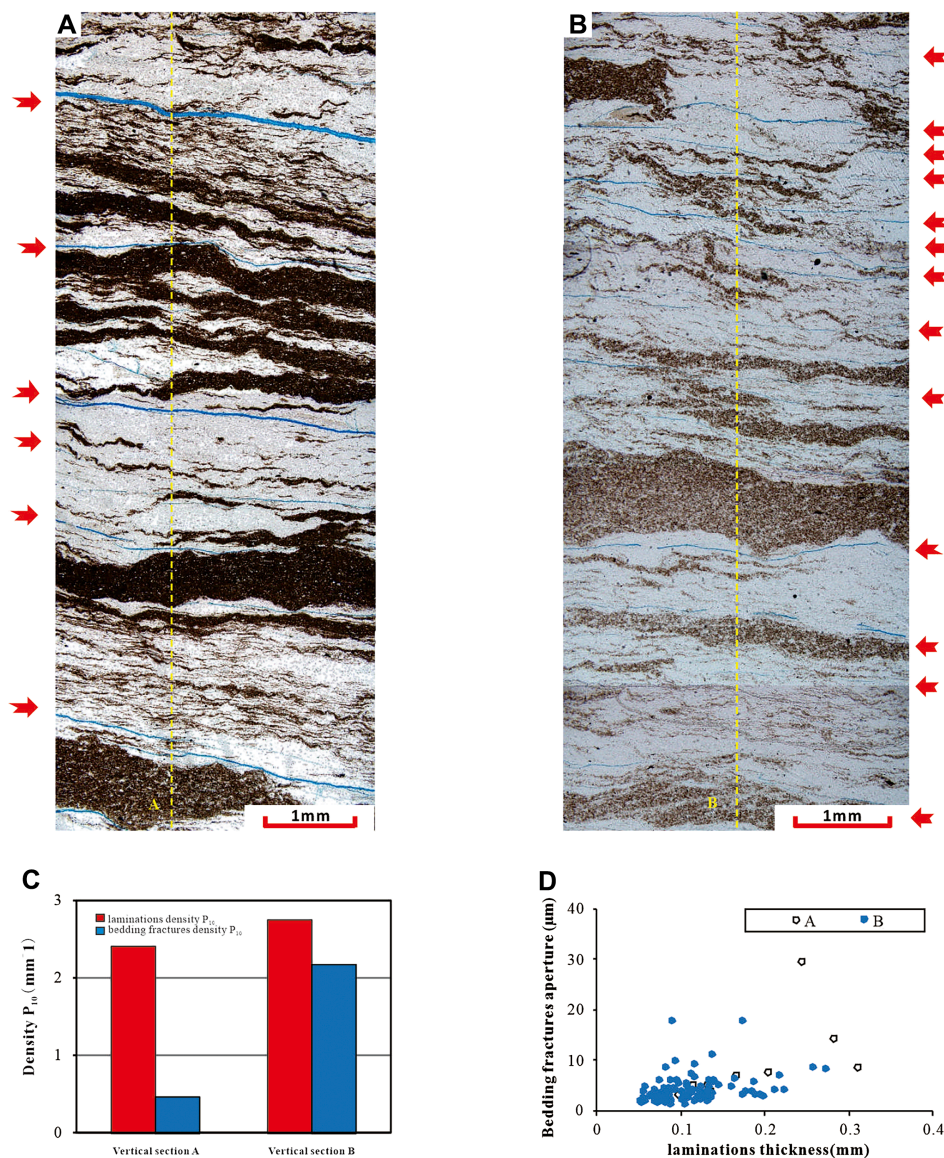 A
B
A
1mm
B
1mm
C
3
2
1
0
Density P₁₀ (mm⁻1)
laminations density P₁₀
bedding fractures density P₁₀
Vertical section A
Vertical section B
D
Bedding fractures aperture (μm)
40
30
20
10
0
A
B
0
0.1
0.2
0.3
0.4
laminations thickness(mm)